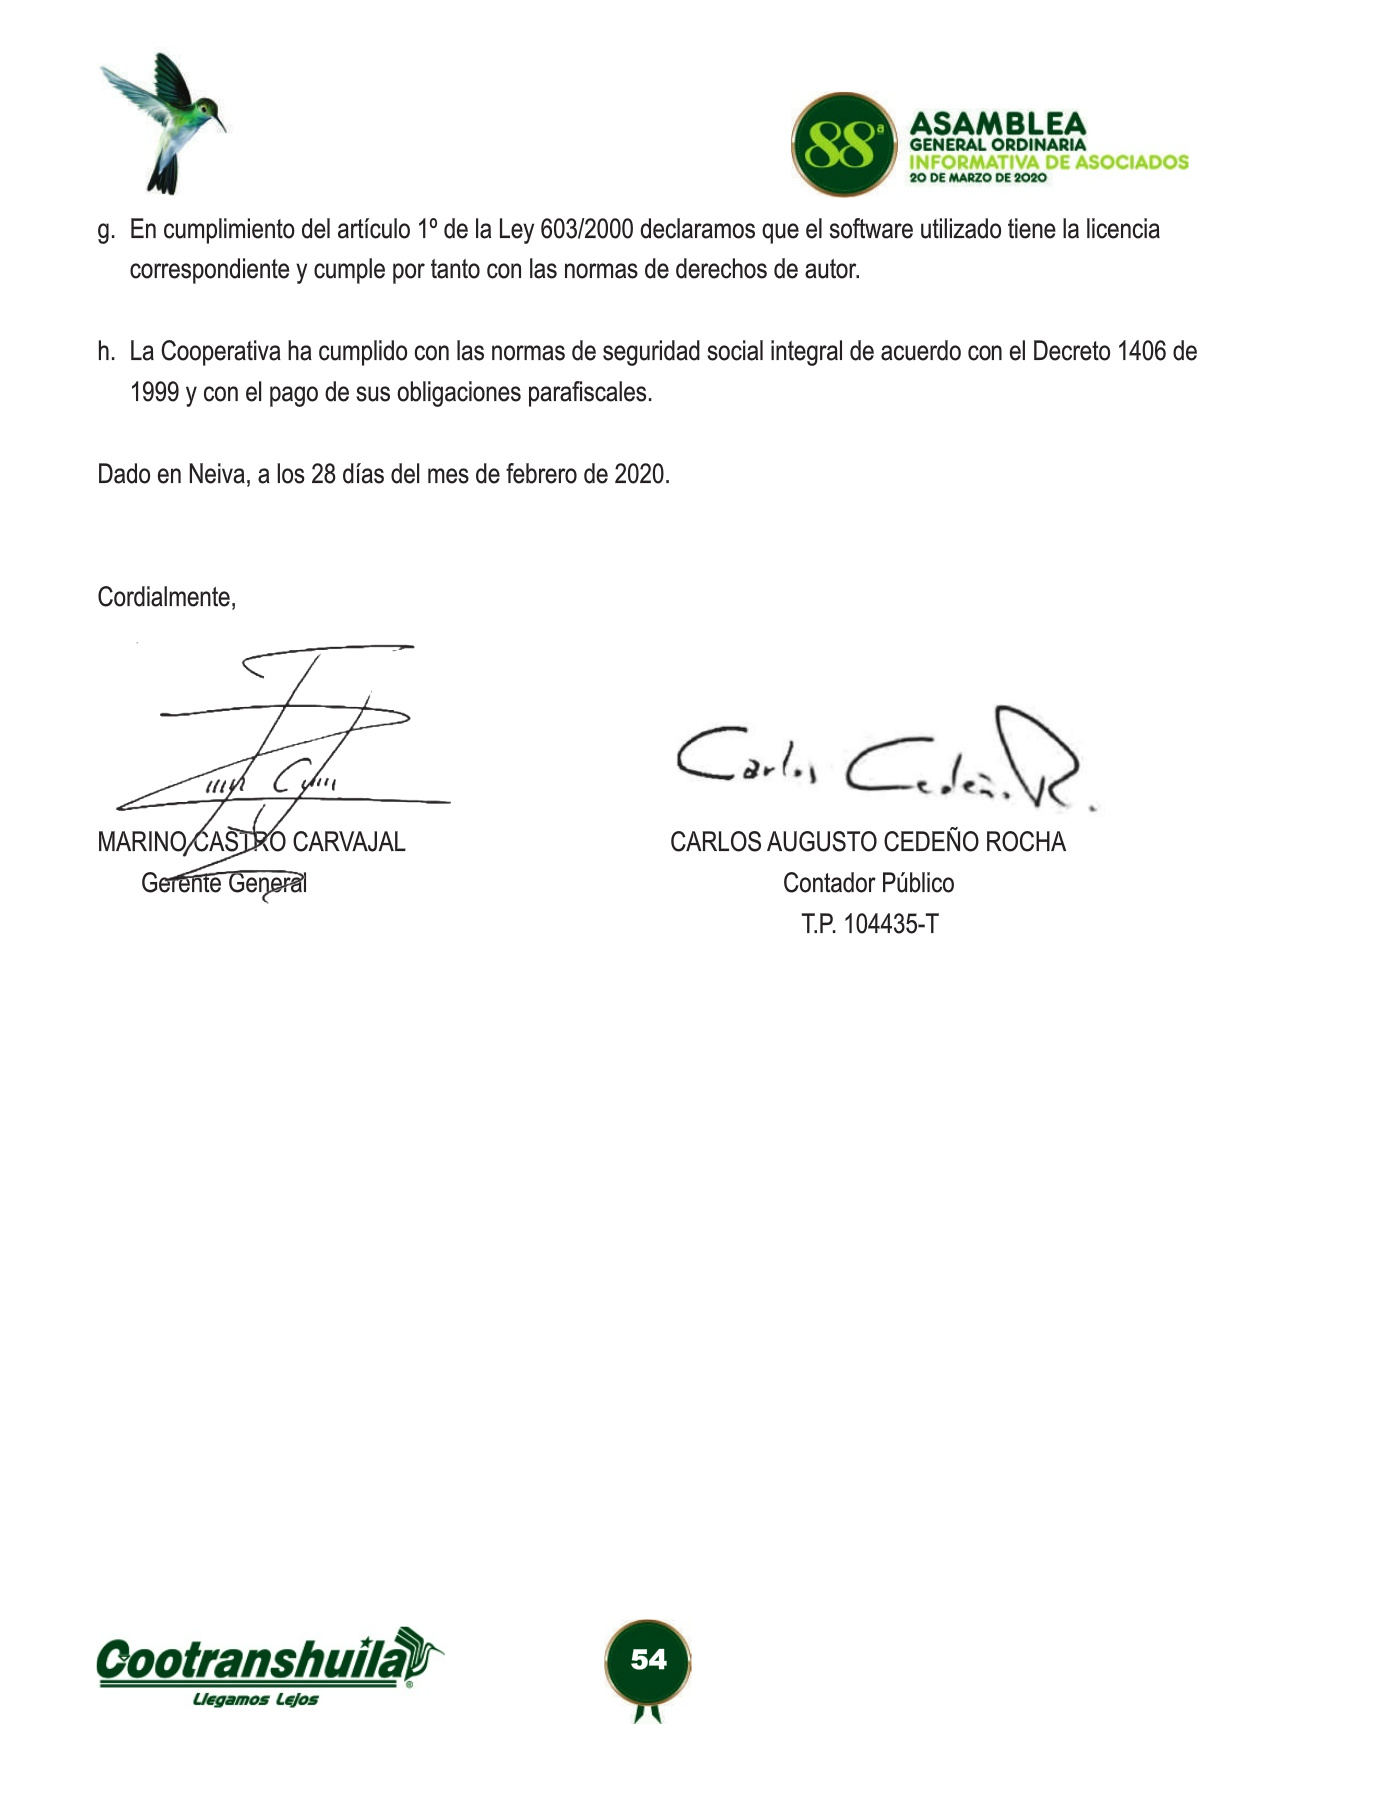 88ª
ASAMBLEA
GENERAL ORDINARIA
INFORMATIVA DE ASOCIADOS
20 DE MARZO DE 2020
g. En cumplimiento del artículo 1º de la Ley 603/2000 declaramos que el software utilizado tiene la licencia
correspondiente y cumple por tanto con las normas de derechos de autor.
h. La Cooperativa ha cumplido con las normas de seguridad social integral de acuerdo con el Decreto 1406 de
1999 y con el pago de sus obligaciones parafiscales.
Dado en Neiva, a los 28 días del mes de febrero de 2020.
Cordialmente,
Carlos Cedeño R.
MARINO CASTRO CARVAJAL
Gerente General
CARLOS AUGUSTO CEDEÑO ROCHA
Contador Público
T.P. 104435-T
Cootranshuila®
Llegamos Lejos
54